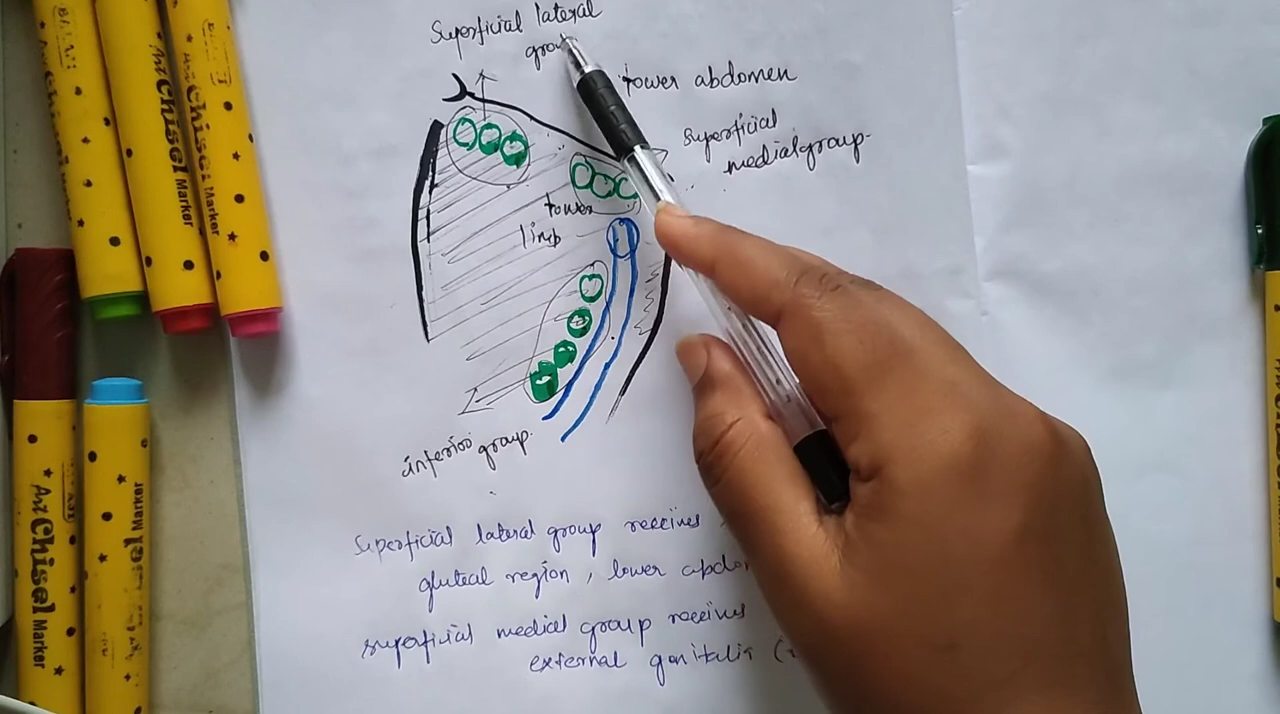 Superficial lateral
group
lower abdomen
superficial
medial group
lower
limb
inferior group
superficial lateral group receives
gluteal region, lower abdo
superficial medial group receives
external genitalia (
Art Chisel Marker
Art Chisel Marker
Chisel Marker
Art Chisel Marker
Art Chisel Marker